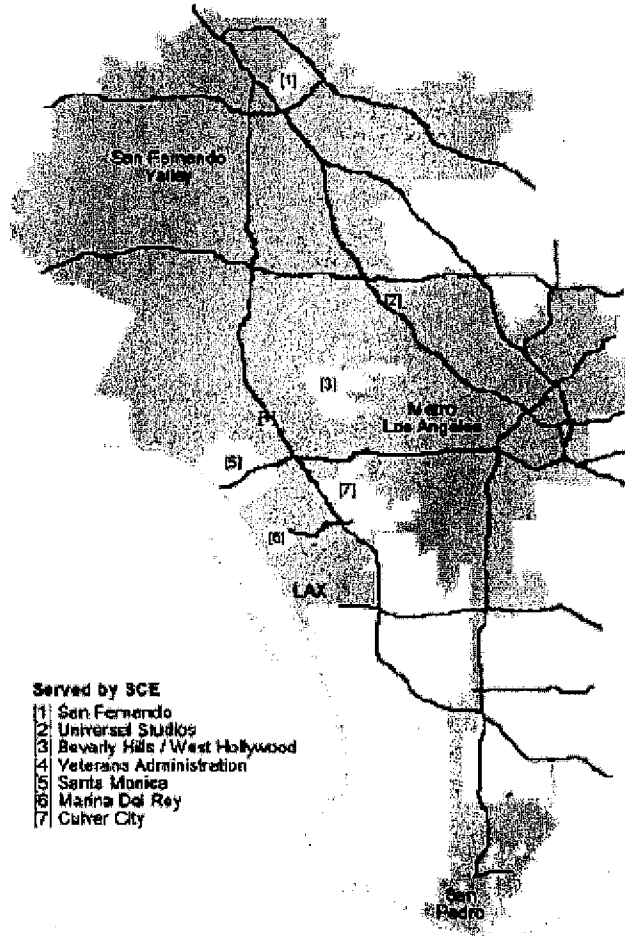 [1]
San Fernando
Valley
[2]
[3]
Metro
Los Angeles
[5]
[7]
[6]
LAX
Served by SCE
[1] San Fernando
[2] Universal Studios
[3] Beverly Hills / West Hollywood
[4] Veterans Administration
[5] Santa Monica
[6] Marina Del Rey
[7] Culver City
San
Pedro